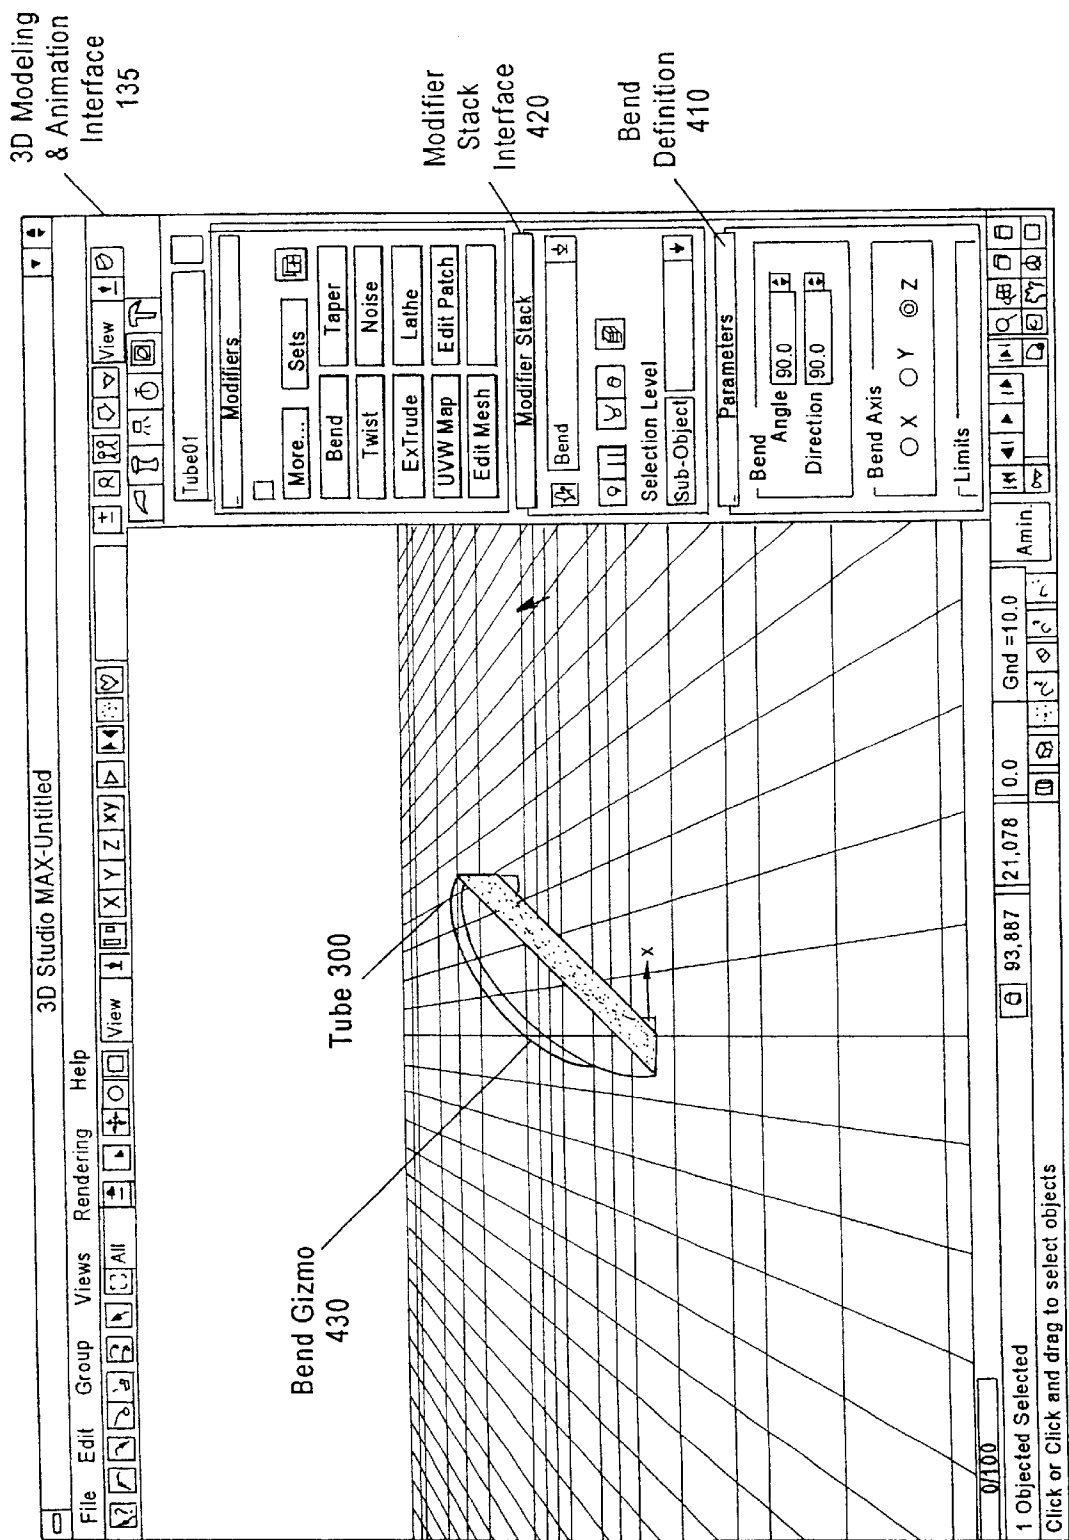 3D Modeling
& Animation
Interface
135
3D Studio MAX-Untitled
File Edit Group Views Rendering Help
All
View
X Y Z xy
View
Tube01
Modifiers
More... Sets
Bend Taper
Twist Noise
ExTrude Lathe
UVW Map Edit Patch
Edit Mesh
Modifier
Stack
Interface
420
Modifier Stack
Bend
Selection Level
Sub-Object
Bend
Definition
410
Parameters
Bend
Angle 90.0
Direction 90.0
Bend Axis
X Y Z
Limits
Tube 300
Bend Gizmo
430
x
0/100
1 Objected Selected
93,887 21,078 0.0 Gnd =10.0 Amin.
Click or Click and drag to select objects